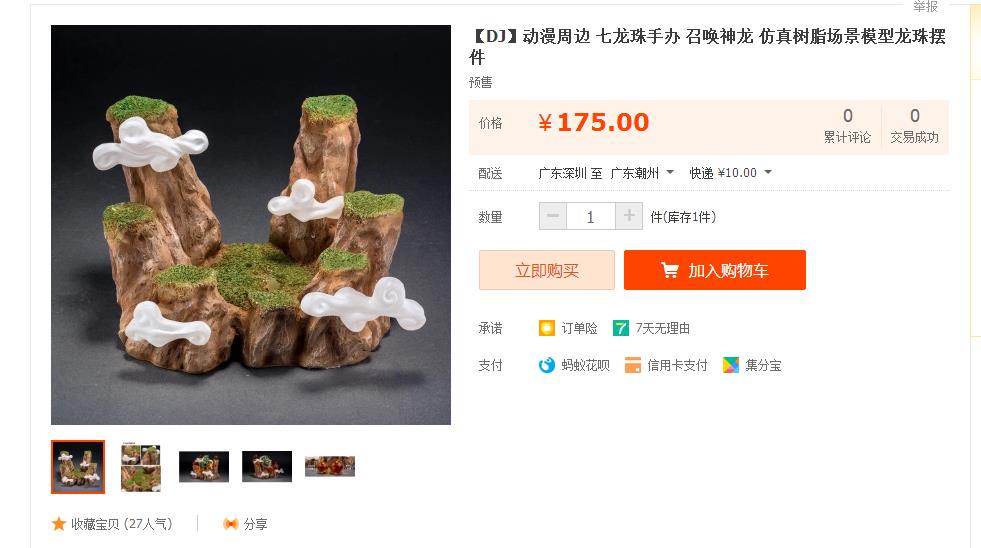 举报
【DJ】动漫周边 七龙珠手办 召唤神龙 仿真树脂场景模型龙珠摆
件
预售
价格 ¥175.00
0 累计评论
0 交易成功
配送 广东深圳 至 广东潮州 快递 ¥10.00
数量 1 件(库存1件)
立即购买 加入购物车
承诺 订单险 7 7天无理由
支付 蚂蚁花呗 信用卡支付 集分宝
收藏宝贝 (27人气) 分享